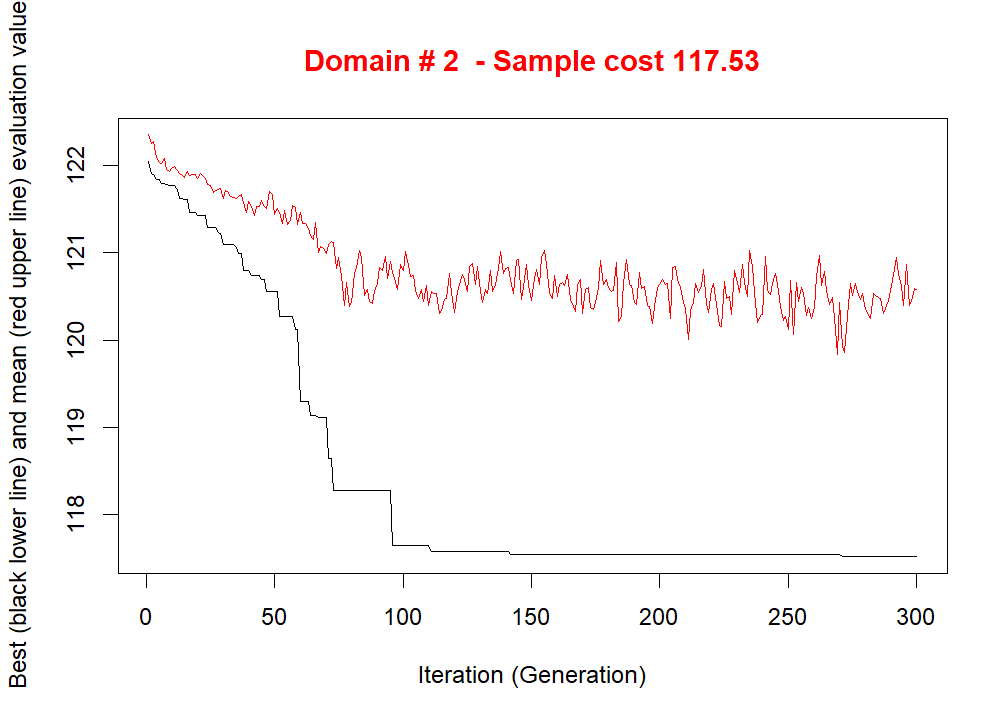 Domain # 2  - Sample cost 117.53
Best (black lower line) and mean (red upper line) evaluation value
122
121
120
119
118
0 50 100 150 200 250 300
Iteration (Generation)